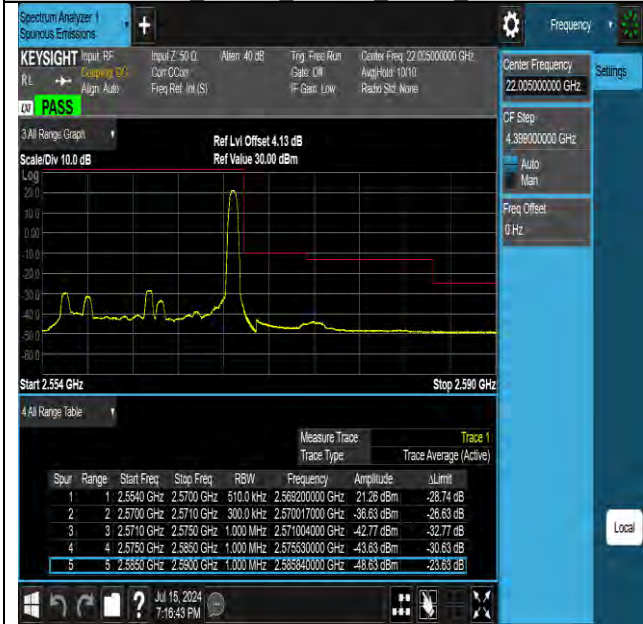 Spectrum Analyzer 1
Spurious Emissions
Frequency
KEYSIGHT Input: RF Input Z: 50 Ω Atten: 40 dB Trig: Free Run Center Freq: 22.005000000 GHz
RL Coupling: DC Corr CCorr Gate: Off Avg|Hold: 10/10
Align: Auto Freq Ref: Int (S) IF Gain: Low Radio Std: None
LXI PASS
Center Frequency
22.005000000 GHz
Settings
CF Step
4.399000000 GHz
Auto
Man
Freq Offset
0 Hz
3 All Range Graph
Ref Lvl Offset 4.13 dB
Scale/Div 10.0 dB Ref Value 30.00 dBm
Log
20.0
10.0
0.00
-10.0
-20.0
-30.0
-40.0
-50.0
-60.0
Start 2.554 GHz Stop 2.590 GHz
4 All Range Table
Measure Trace Trace 1
Trace Type Trace Average (Active)
Spur Range Start Freq Stop Freq RBW Frequency Amplitude ΔLimit
1 1 2.5540 GHz 2.5700 GHz 510.0 kHz 2.569200000 GHz 21.26 dBm -28.74 dB
2 2 2.5700 GHz 2.5710 GHz 300.0 kHz 2.570017000 GHz -36.63 dBm -26.63 dB
3 3 2.5710 GHz 2.5750 GHz 1.000 MHz 2.571004000 GHz -42.77 dBm -32.77 dB
4 4 2.5750 GHz 2.5850 GHz 1.000 MHz 2.575530000 GHz -43.63 dBm -30.63 dB
5 5 2.5850 GHz 2.5900 GHz 1.000 MHz 2.585840000 GHz -48.63 dBm -23.63 dB
Local
Jul 15, 2024
7:16:43 PM